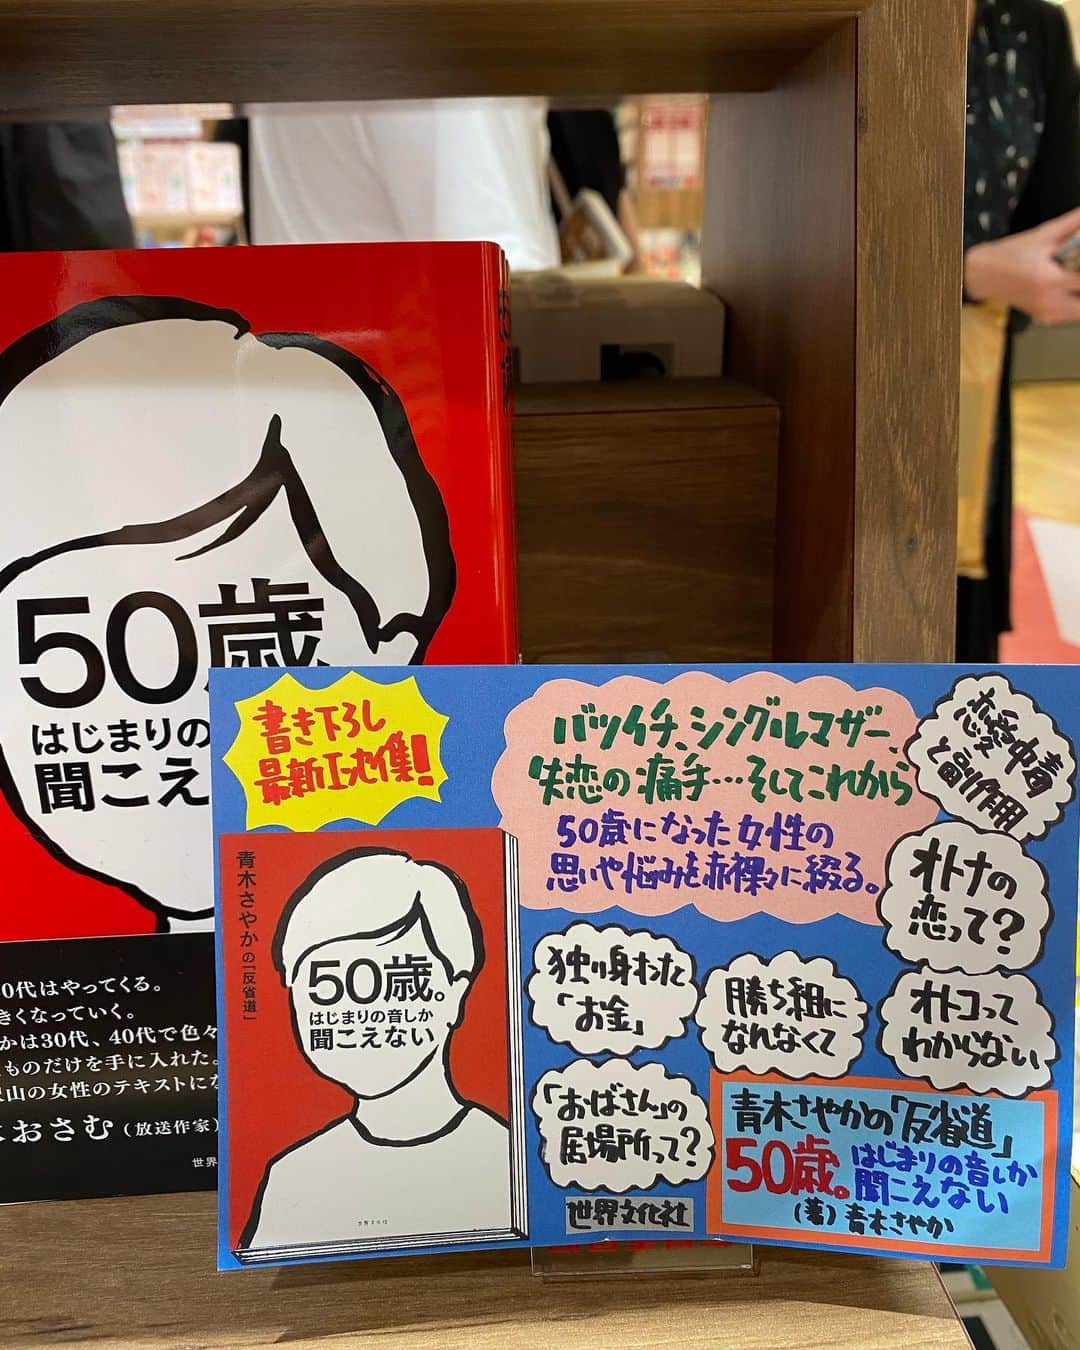 50歳。
はじまりの
聞こえ
0代はやってくる。
きくなっていく。
かは30代、40代で色々
ものだけを手に入れた。
山の女性のテキストにな
おさむ(放送作家)
世界
書き下ろし
最新エッセイ集!
バツイチ、シングルマザー、
失恋の痛手…そしてこれから
50歳になった女性の
思いや悩みを赤裸々に綴る。
恋愛中毒
と副作用
オトナの
恋って?
独り身わたし
「お金」
勝ち組に
なれなくて
オトコって
わからない
「おばさん」の
居場所って?
青木さやかの「反省道」
50歳。
はじまりの音しか
聞こえない
世界文化社
青木さやかの「反省道」
50歳。はじまりの音しか
聞こえない
(著)青木さやか
世界文化社